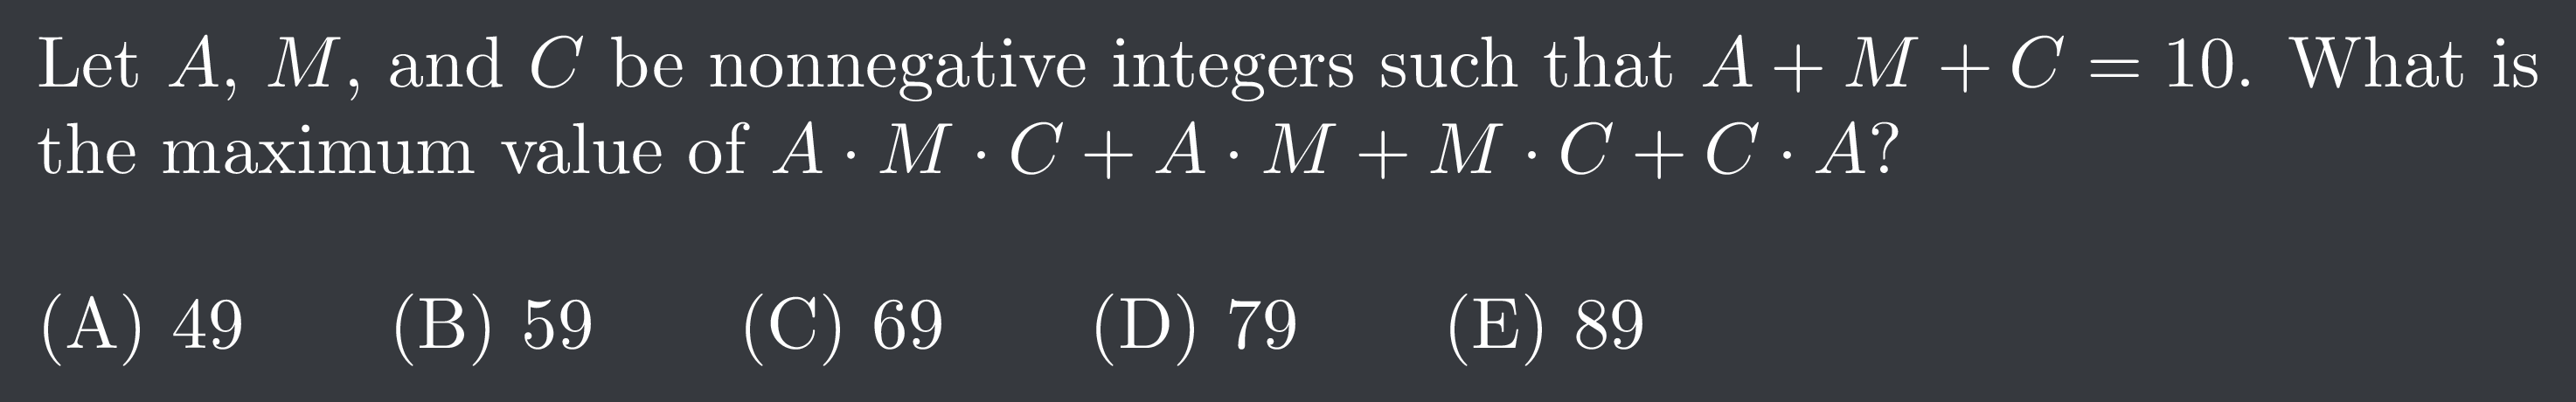 Let A, M, and C be nonnegative integers such that A + M + C = 10. What is
the maximum value of A · M · C + A · M + M · C + C · A?
(A) 49 (B) 59 (C) 69 (D) 79 (E) 89